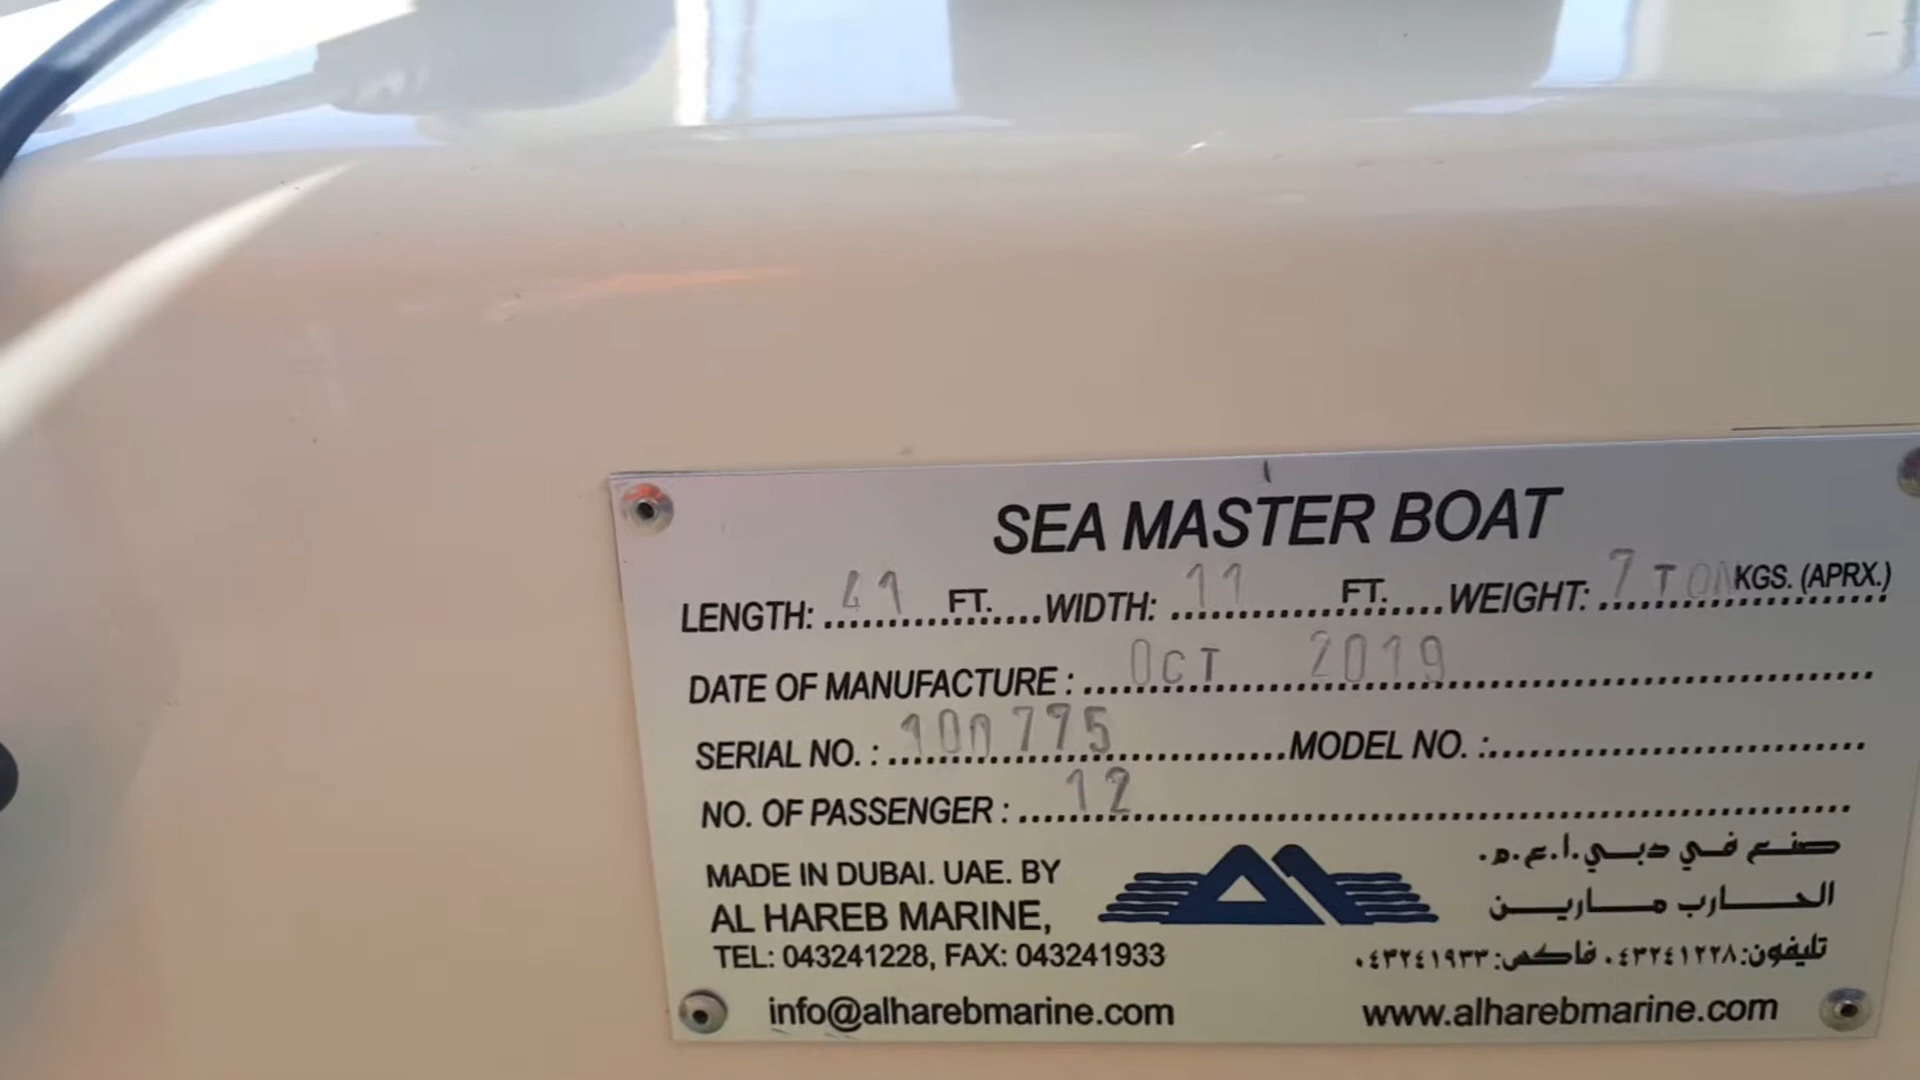 SEA MASTER BOAT
LENGTH: 41 FT. WIDTH: 11 FT. WEIGHT: 7 TON KGS. (APRX.)
DATE OF MANUFACTURE : OCT 2019
SERIAL NO. : 100775 MODEL NO. :
NO. OF PASSENGER : 12
MADE IN DUBAI. UAE. BY
AL HAREB MARINE,
TEL: 043241228, FAX: 043241933
info@alharebmarine.com
صنع في دبي.ا.ع.م.
الحارب مارين
تليفون:٠٤٣٢٤١٢٢٨ فاكس:٠٤٣٢٤١٩٣٣
www.alharebmarine.com